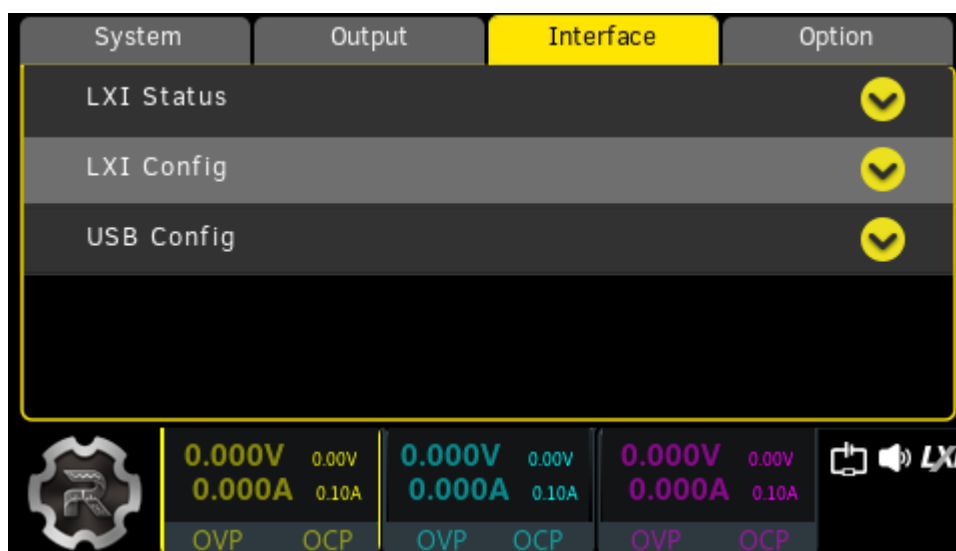 System Output Interface Option
LXI Status
LXI Config
USB Config
0.000V 0.00V 0.000V 0.00V 0.000V 0.00V
0.000A 0.10A 0.000A 0.10A 0.000A 0.10A
OVP OCP OVP OCP OVP OCP
LXI